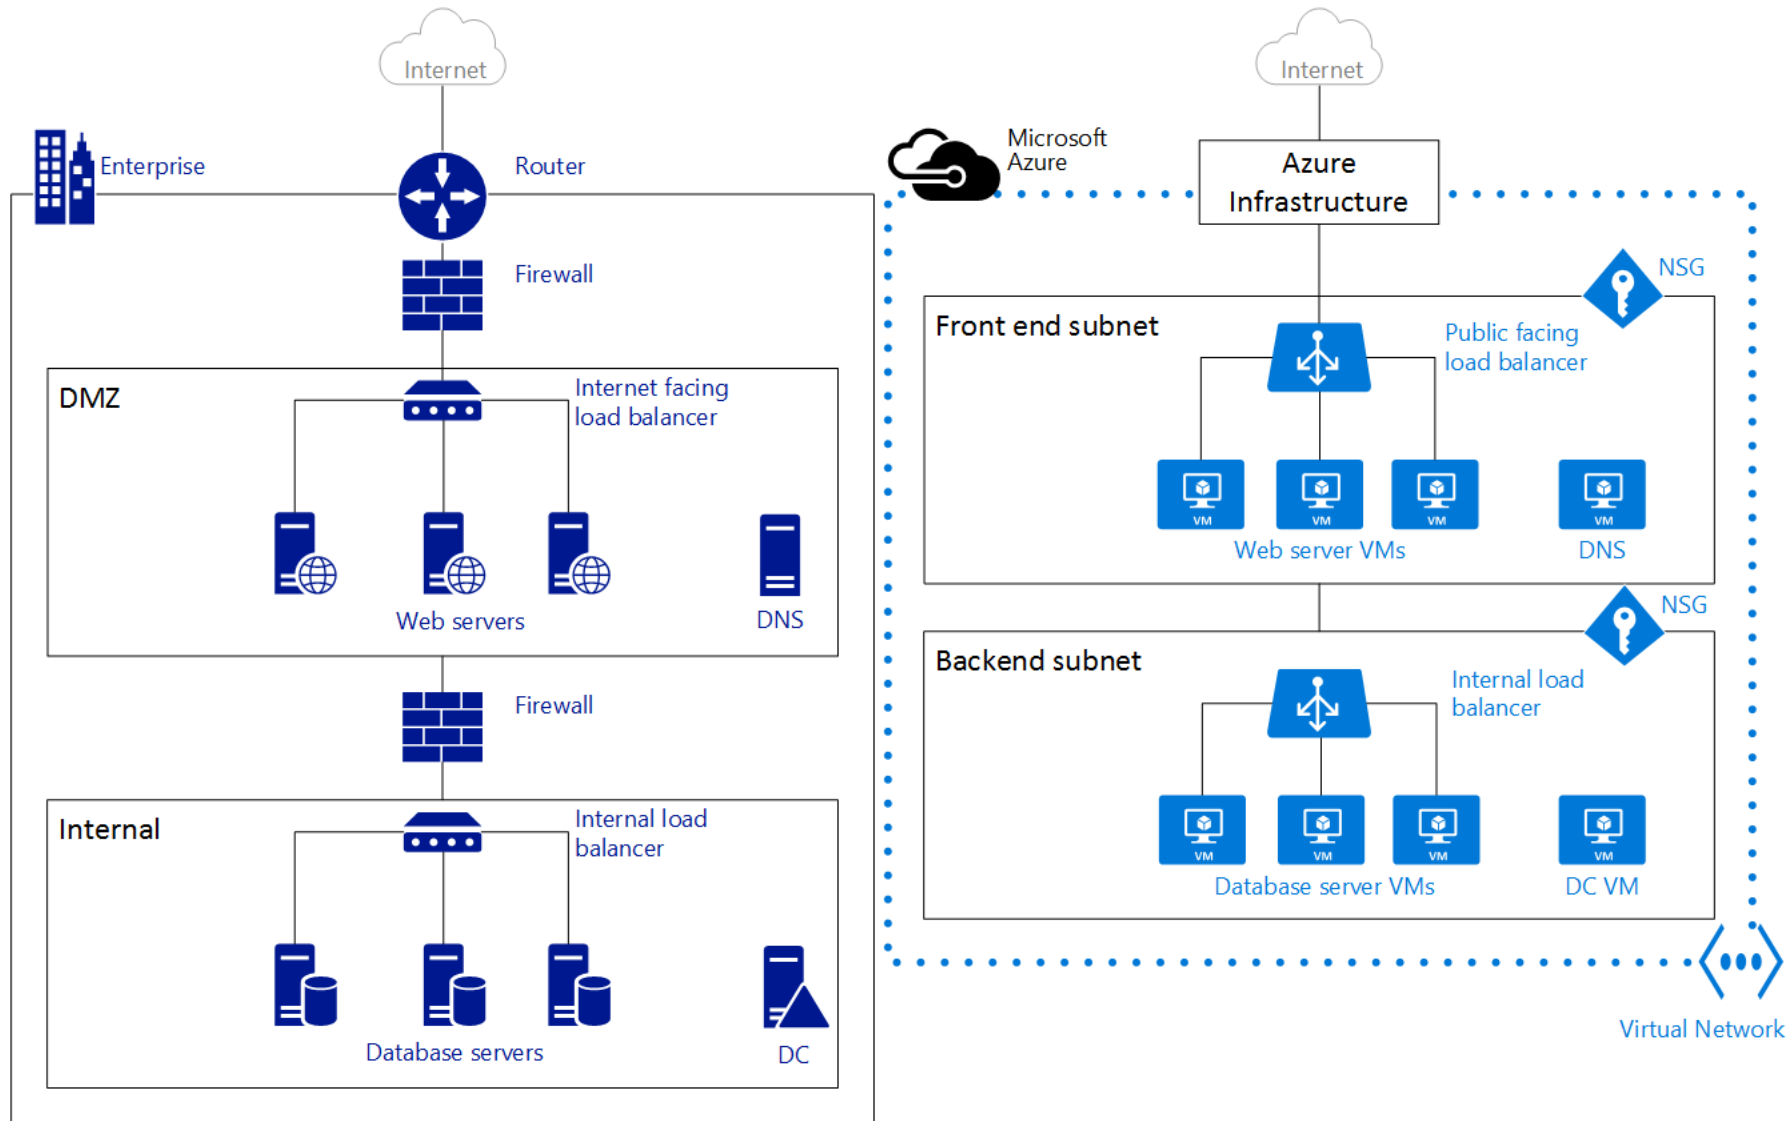 Internet
Enterprise
Router
Firewall
DMZ
Internet facing
load balancer
Web servers
DNS
Firewall
Internal
Internal load
balancer
Database servers
DC
Internet
Microsoft
Azure
Azure
Infrastructure
NSG
Front end subnet
Public facing
load balancer
VM
VM
VM
VM
Web server VMs
DNS
NSG
Backend subnet
Internal load
balancer
VM
VM
VM
VM
Database server VMs
DC VM
Virtual Network